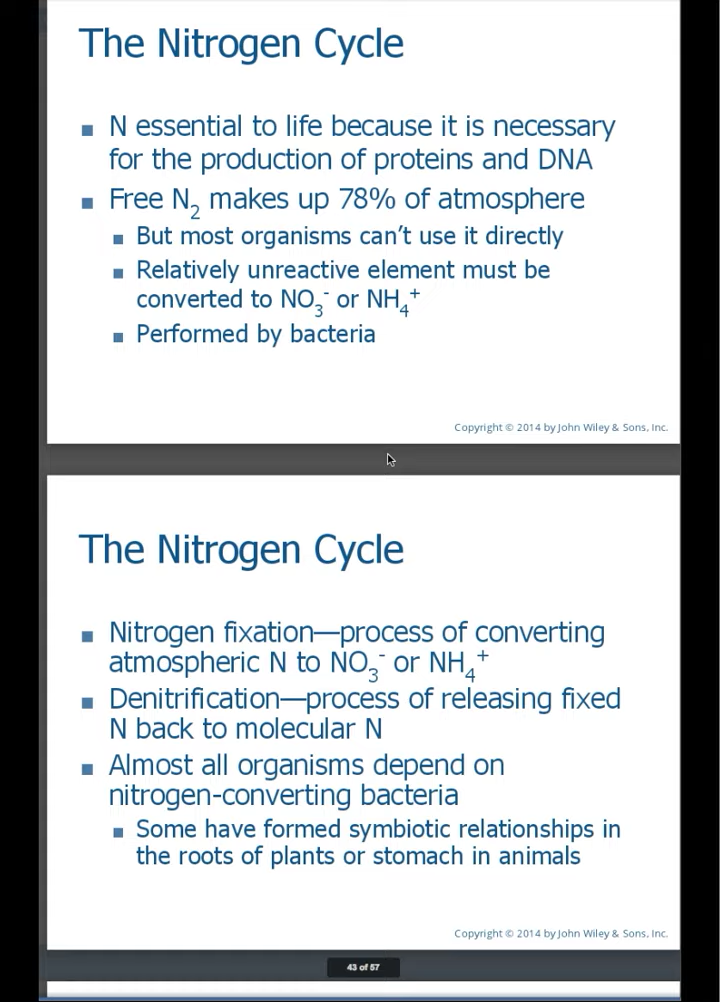 The Nitrogen Cycle
■ N essential to life because it is necessary
for the production of proteins and DNA
■ Free N₂ makes up 78% of atmosphere
■ But most organisms can’t use it directly
■ Relatively unreactive element must be
converted to NO₃⁻ or NH₄⁺
■ Performed by bacteria
Copyright © 2014 by John Wiley & Sons, Inc.
The Nitrogen Cycle
■ Nitrogen fixation—process of converting
atmospheric N to NO₃⁻ or NH₄⁺
■ Denitrification—process of releasing fixed
N back to molecular N
■ Almost all organisms depend on
nitrogen-converting bacteria
■ Some have formed symbiotic relationships in
the roots of plants or stomach in animals
Copyright © 2014 by John Wiley & Sons, Inc.
43 of 57